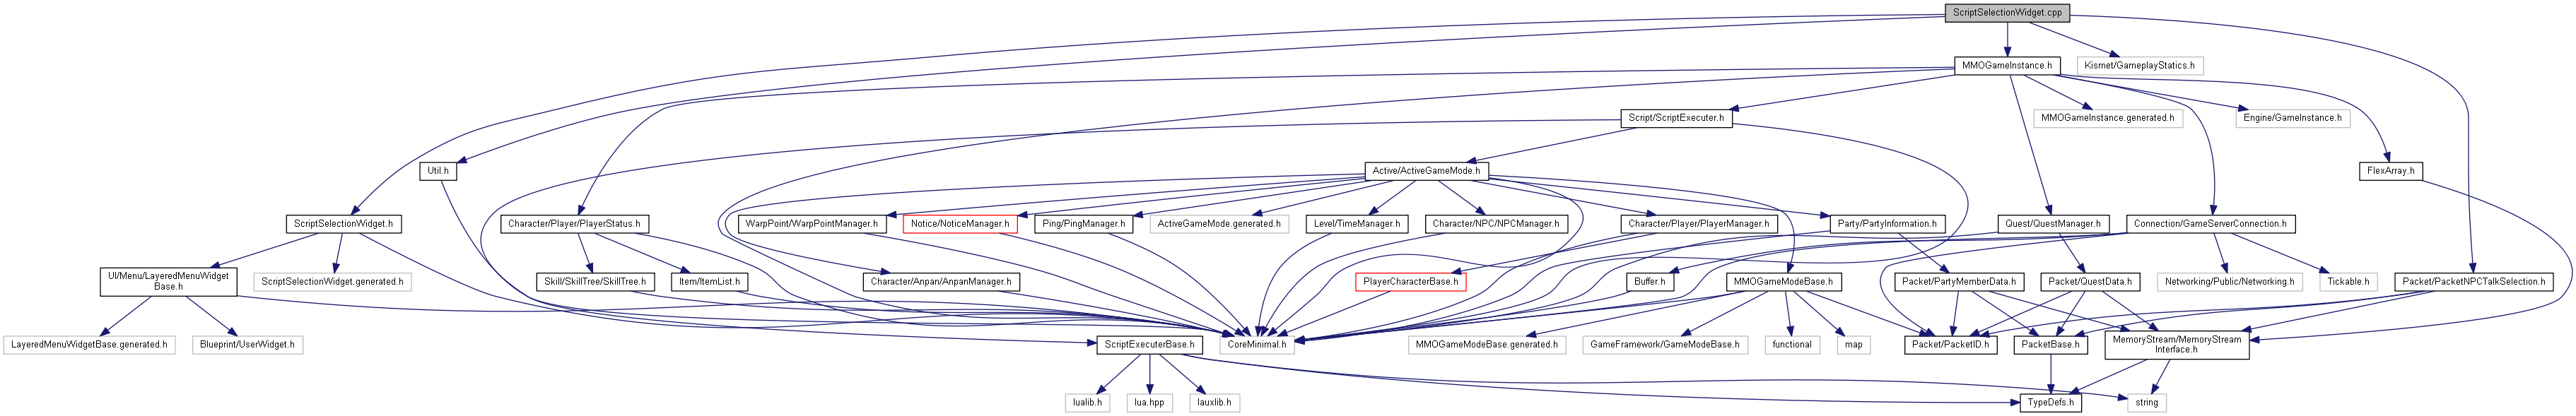 ScriptSelectionWidget.cpp
MMOGameInstance.h
Kismet/GameplayStatics.h
Script/ScriptExecuter.h
MMOGameInstance.generated.h
Engine/GameInstance.h
Util.h
Active/ActiveGameMode.h
FlexArray.h
ScriptSelectionWidget.h
Character/Player/PlayerStatus.h
WarpPoint/WarpPointManager.h
Notice/NoticeManager.h
Ping/PingManager.h
ActiveGameMode.generated.h
Level/TimeManager.h
Character/NPC/NPCManager.h
Character/Player/PlayerManager.h
Party/PartyInformation.h
Quest/QuestManager.h
Connection/GameServerConnection.h
UI/Menu/LayeredMenuWidget
Base.h
ScriptSelectionWidget.generated.h
Skill/SkillTree/SkillTree.h
Item/ItemList.h
Character/Anpan/AnpanManager.h
PlayerCharacterBase.h
Buffer.h
MMOGameModeBase.h
Packet/PartyMemberData.h
Packet/QuestData.h
Networking/Public/Networking.h
Tickable.h
Packet/PacketNPCTalkSelection.h
LayeredMenuWidgetBase.generated.h
Blueprint/UserWidget.h
ScriptExecuterBase.h
CoreMinimal.h
MMOGameModeBase.generated.h
GameFramework/GameModeBase.h
functional
map
Packet/PacketID.h
PacketBase.h
MemoryStream/MemoryStream
Interface.h
lualib.h
lua.hpp
lauxlib.h
TypeDefs.h
string